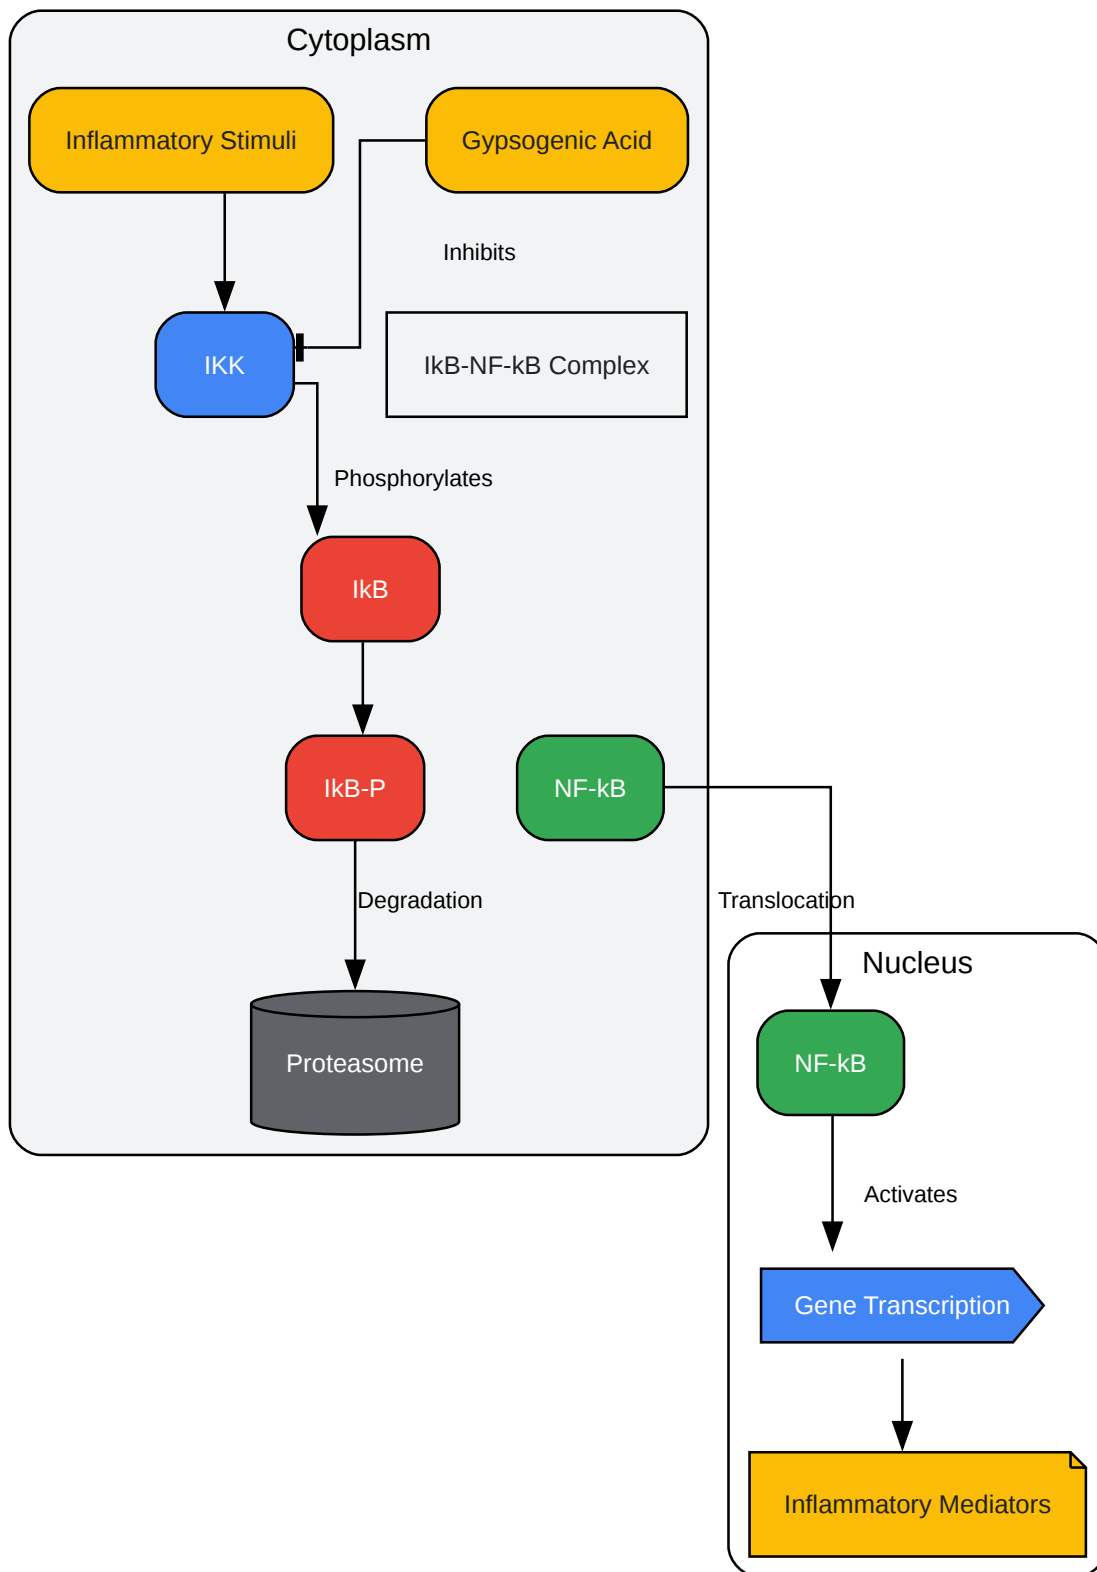 Cytoplasm
Inflammatory Stimuli
Gypsogenic Acid
Inhibits
IKK
IkB-NF-kB Complex
Phosphorylates
IkB
IkB-P
NF-kB
Degradation
Translocation
Nucleus
Proteasome
NF-kB
Activates
Gene Transcription
Inflammatory Mediators